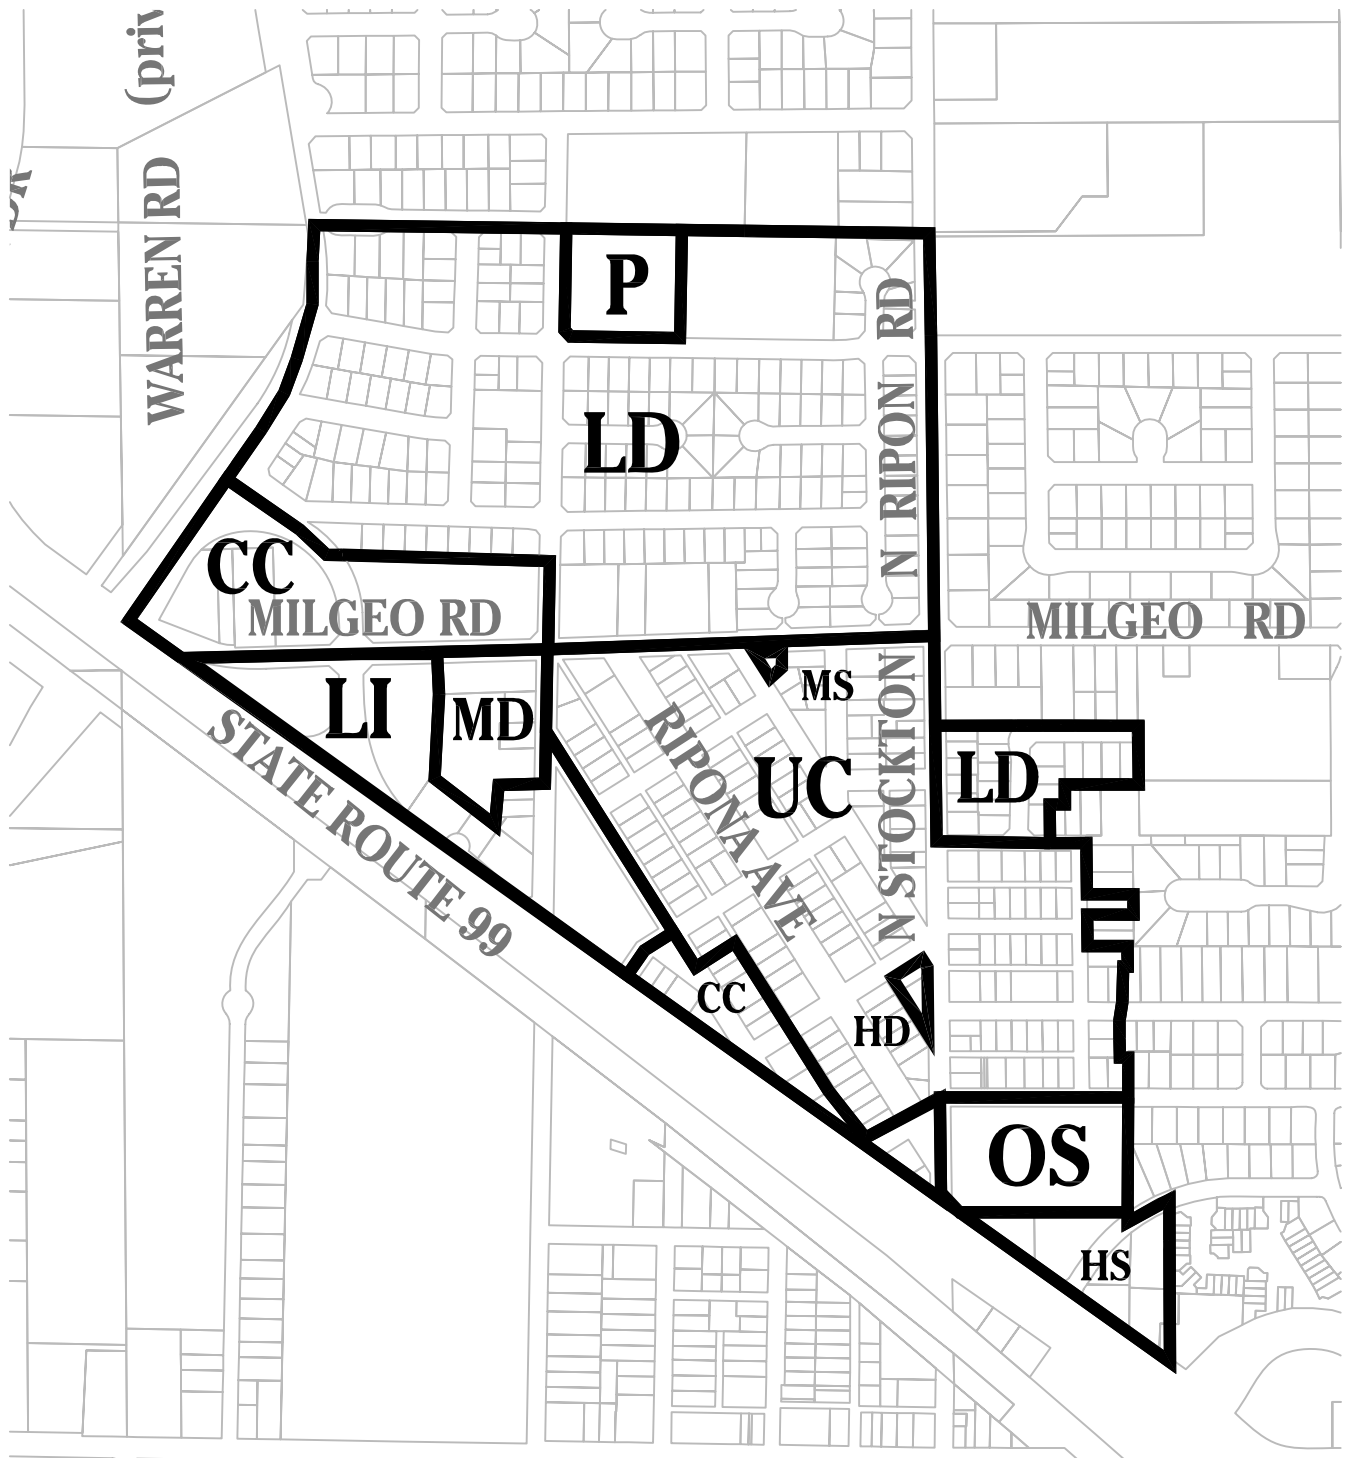 (priv
WARREN RD
P
N RIPON RD
LD
CC
MILGEO RD
MILGEO RD
LI
MD
MS
RIPONA AVE
UC
N STOCKTON
LD
STATE ROUTE 99
CC
HD
OS
HS